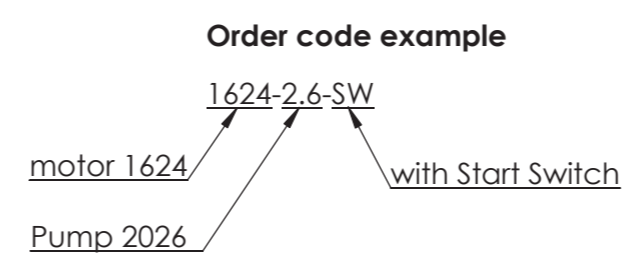 Order code example
1624-2.6-SW
motor 1624
with Start Switch
Pump 2026